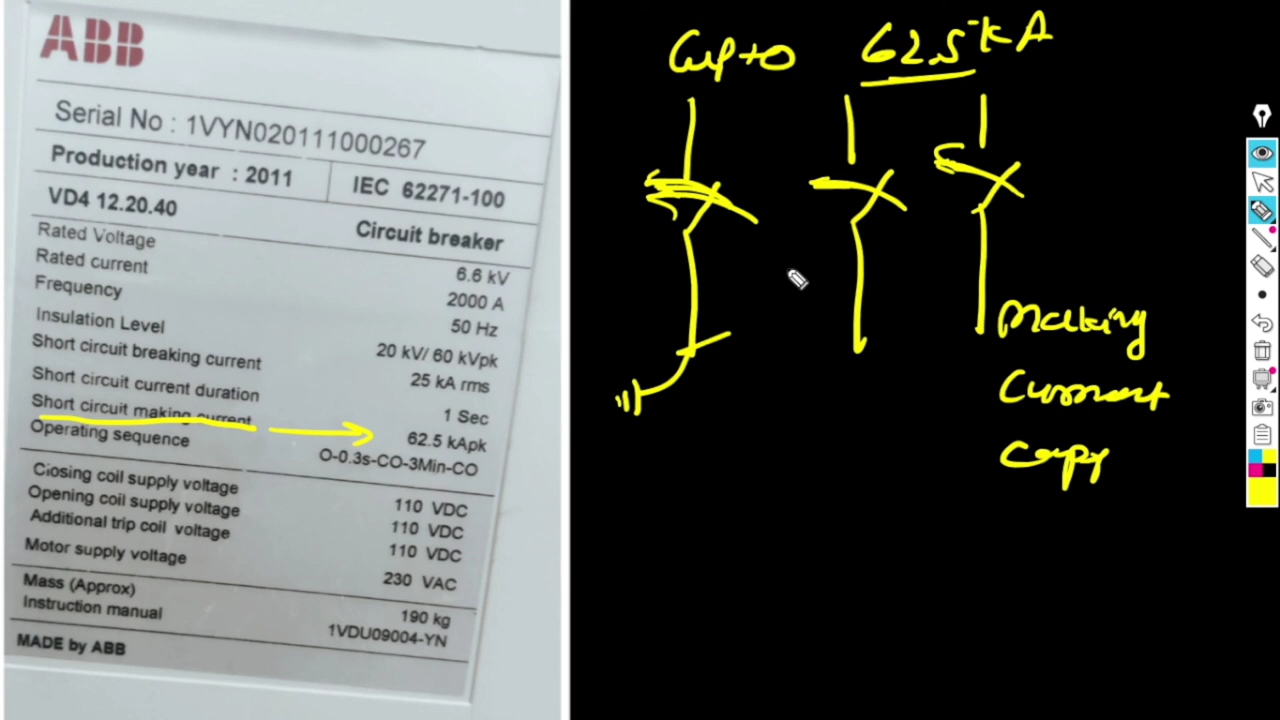 ABB
Serial No : 1VYN020111000267
Production year : 2011 IEC 62271-100
VD4 12.20.40 Circuit breaker
Rated Voltage 6.6 kV
Rated current 2000 A
Frequency 50 Hz
Insulation Level 20 kV/ 60 kVpk
Short circuit breaking current 25 kA rms
Short circuit current duration 1 Sec
Short circuit making current 62.5 kApk
Operating sequence O-0.3s-CO-3Min-CO
Closing coil supply voltage 110 VDC
Opening coil supply voltage 110 VDC
Additional trip coil voltage 110 VDC
Motor supply voltage 230 VAC
Mass (Approx) 190 kg
Instruction manual 1VDU09004-YN
MADE by ABB
62.5 kA
Making
Current